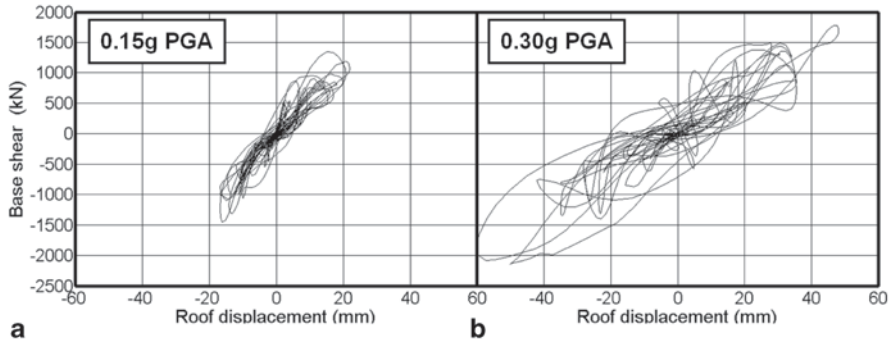 2000
1500
1000
500
0
-500
-1000
-1500
-2000
-2500
Base shear (kN)
0.15g PGA
0.30g PGA
-60 -40 -20 0 20 40 60 -40 -20 0 20 40 60
Roof displacement (mm) Roof displacement (mm)
a b